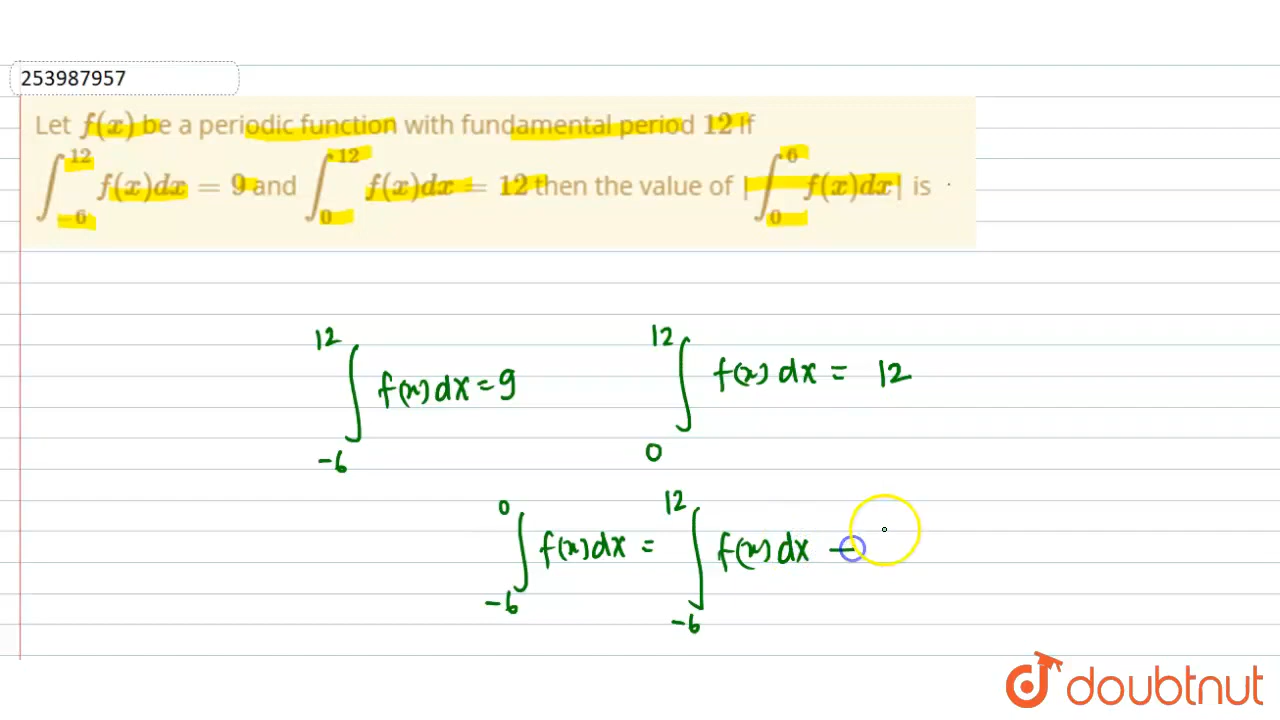 253987957
Let f(x) be a periodic function with fundamental period 12 If
∫_{-6}^{12} f(x)dx = 9 and ∫_{0}^{12} f(x)dx = 12 then the value of |∫_{0}^{6} f(x)dx| is
∫_{-6}^{12} f(x)dx = 9 ∫_{0}^{12} f(x) dx = 12
∫_{-6}^{0} f(x)dx = ∫_{-6}^{12} f(x) dx -
doubtnut